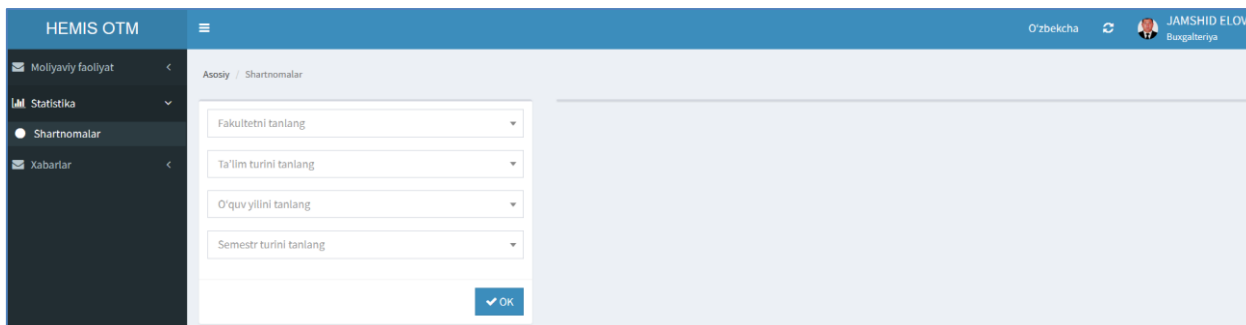 HEMIS OTM
O'zbekcha
JAMSHID ELOV
Buxgalteriya
Moliyaviy faoliyat
Statistika
Shartnomalar
Xabarlar
Asosiy / Shartnomalar
Fakultetni tanlang
Ta'lim turini tanlang
O'quv yilini tanlang
Semestr turini tanlang
OK